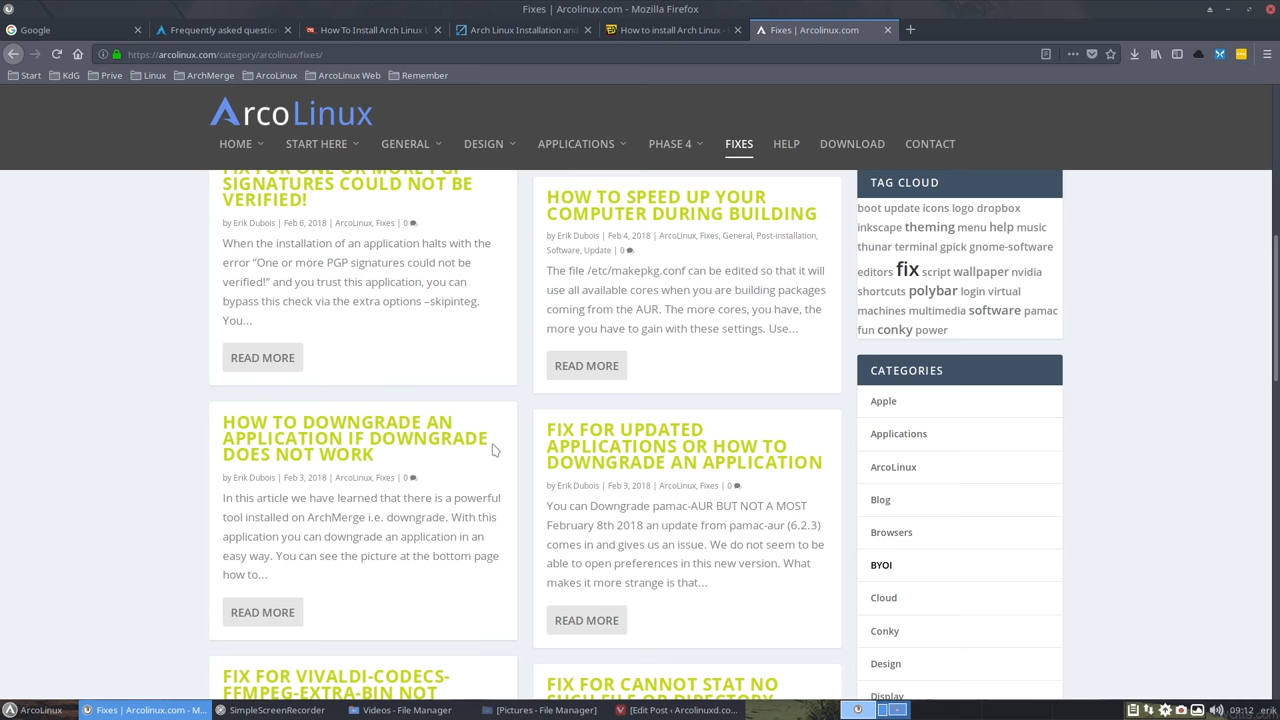 Fixes | Arcolinux.com - Mozilla Firefox
Google
Frequently asked question
How To Install Arch Linux L
Arch Linux Installation and
How to install Arch Linux -
Fixes | Arcolinux.com
https://arcolinux.com/category/arcolinux/fixes/
Start KdG Prive Linux ArchMerge ArcoLinux ArcoLinux Web Remember
ArcoLinux
HOME START HERE GENERAL DESIGN APPLICATIONS PHASE 4 FIXES HELP DOWNLOAD CONTACT
FIX FOR ONE OR MORE PGP
SIGNATURES COULD NOT BE
VERIFIED!
by Erik Dubois | Feb 6, 2018 | ArcoLinux, Fixes | 0
When the installation of an application halts with the
error “One or more PGP signatures could not be
verified!” and you trust this application, you can
bypass this check via the extra options –skipinteg.
You...
READ MORE
HOW TO DOWNGRADE AN
APPLICATION IF DOWNGRADE
DOES NOT WORK
by Erik Dubois | Feb 3, 2018 | ArcoLinux, Fixes | 0
In this article we have learned that there is a powerful
tool installed on ArchMerge i.e. downgrade. With this
application you can downgrade an application in an
easy way. You can see the picture at the bottom page
how to...
READ MORE
FIX FOR VIVALDI-CODECS-
FFMPEG-EXTRA-BIN NOT
HOW TO SPEED UP YOUR
COMPUTER DURING BUILDING
by Erik Dubois | Feb 4, 2018 | ArcoLinux, Fixes, General, Post-installation,
Software, Update | 0
The file /etc/makepkg.conf can be edited so that it will
use all available cores when you are building packages
coming from the AUR. The more cores, you have, the
more you have to gain with these settings. Use...
READ MORE
FIX FOR UPDATED
APPLICATIONS OR HOW TO
DOWNGRADE AN APPLICATION
by Erik Dubois | Feb 3, 2018 | ArcoLinux, Fixes | 0
You can Downgrade pamac-AUR BUT NOT A MOST
February 8th 2018 an update from pamac-aur (6.2.3)
comes in and gives us an issue. We do not seem to be
able to open preferences in this new version. What
makes it more strange is that...
READ MORE
FIX FOR CANNOT STAT NO
SUCH FILE OR DIRECTORY
TAG CLOUD
boot update icons logo dropbox
inkscape theming menu help music
thunar terminal gpick gnome-software
editors fix script wallpaper nvidia
shortcuts polybar login virtual
machines multimedia software pamac
fun conky power
CATEGORIES
Apple
Applications
ArcoLinux
Blog
Browsers
BYOI
Cloud
Conky
Design
Display
ArcoLinux
Fixes | Arcolinux.com - M...
SimpleScreenRecorder
Videos - File Manager
[Pictures - File Manager]
[Edit Post ‹ Arcolinuxd.co...
09:12 erik